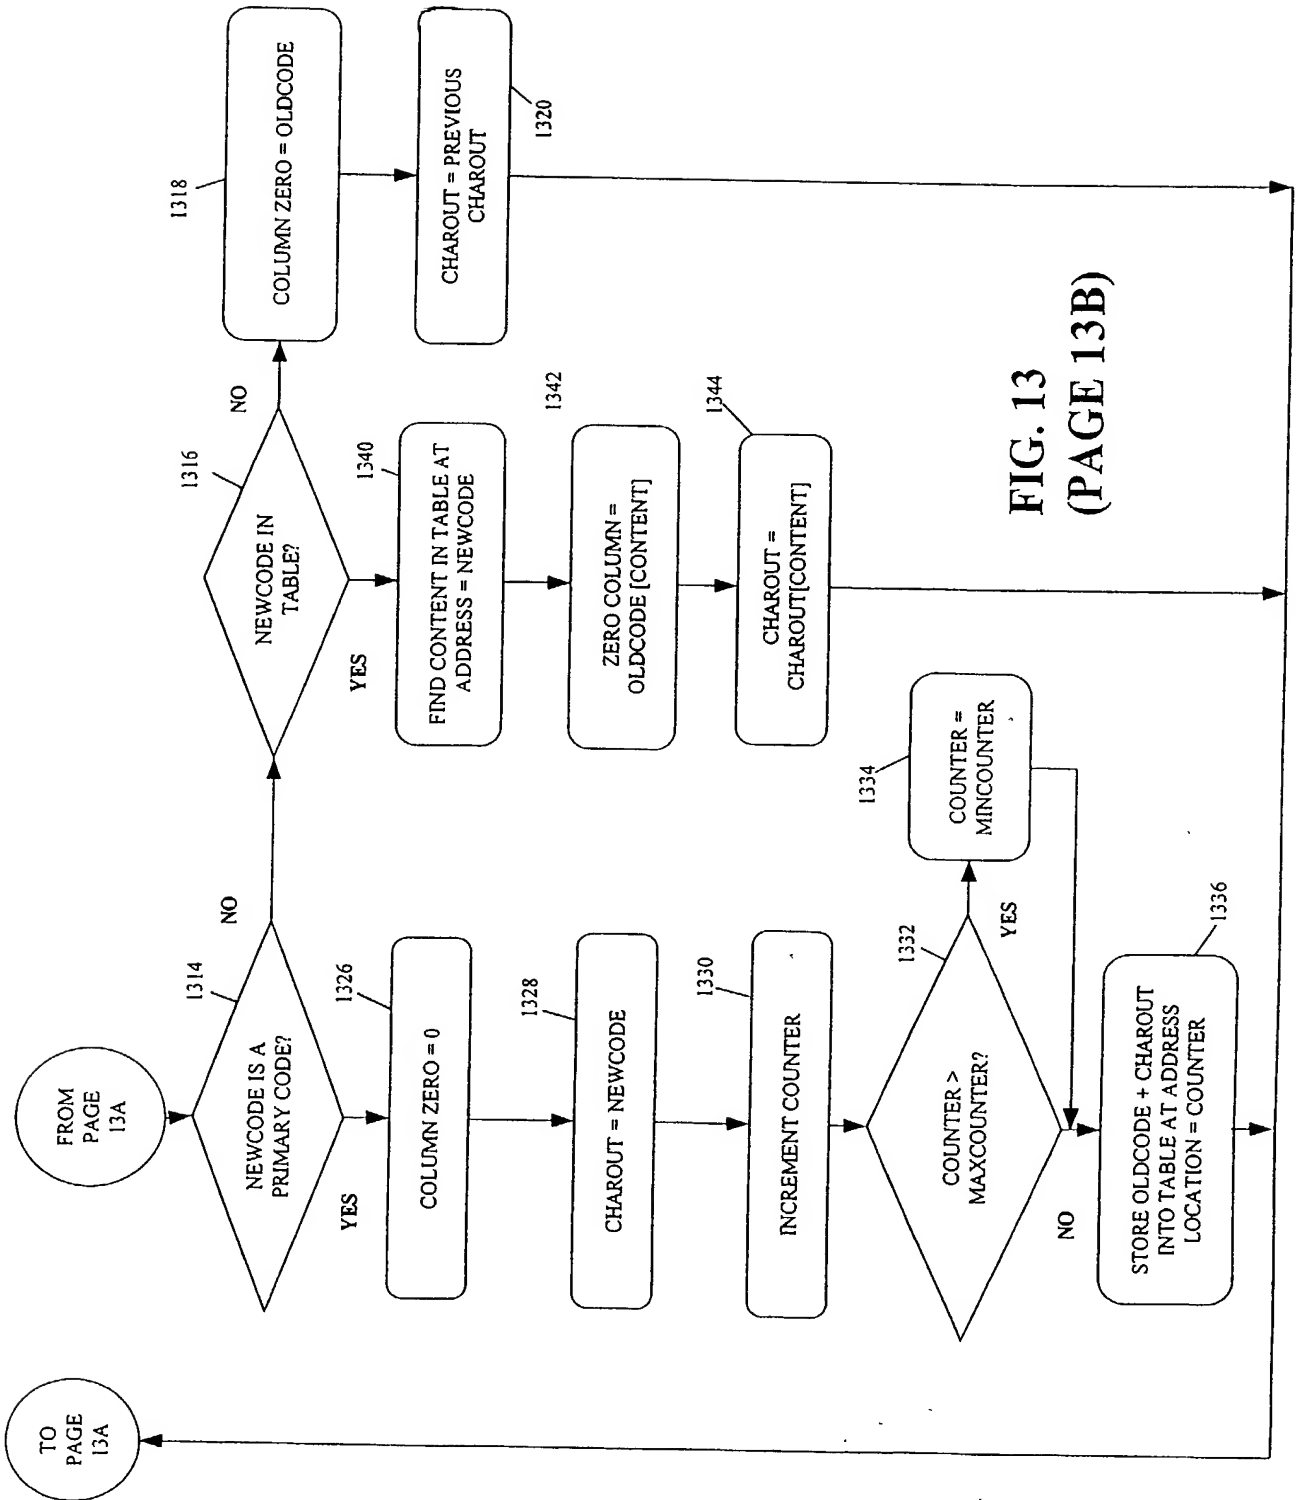 TO
PAGE
13A
FROM
PAGE
13A
1314
NEWCODE IS A
PRIMARY CODE?
NO
YES
1326
COLUMN ZERO = 0
1328
CHAROUT = NEWCODE
1330
INCREMENT COUNTER
1332
COUNTER >
MAXCOUNTER?
YES
NO
1334
COUNTER =
MINCOUNTER
1336
STORE OLDCODE + CHAROUT
INTO TABLE AT ADDRESS
LOCATION = COUNTER
1316
NEWCODE IN
TABLE?
NO
YES
1340
FIND CONTENT IN TABLE AT
ADDRESS = NEWCODE
1342
ZERO COLUMN =
OLDCODE [CONTENT]
1344
CHAROUT =
CHAROUT[CONTENT]
1318
COLUMN ZERO = OLDCODE
1320
CHAROUT = PREVIOUS
CHAROUT
FIG. 13
(PAGE 13B)